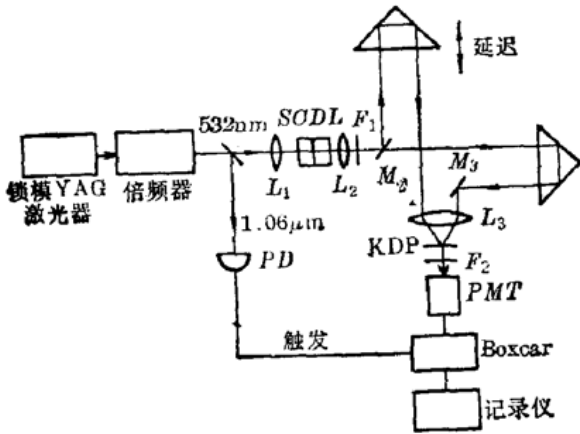 延迟
532nm
SCDL
F₁
L₁
L₂
M₂
M₃
锁模YAG
激光器
倍频器
L₃
1.06μm
KDP
F₂
PD
PMT
触发
Boxcar
记录仪